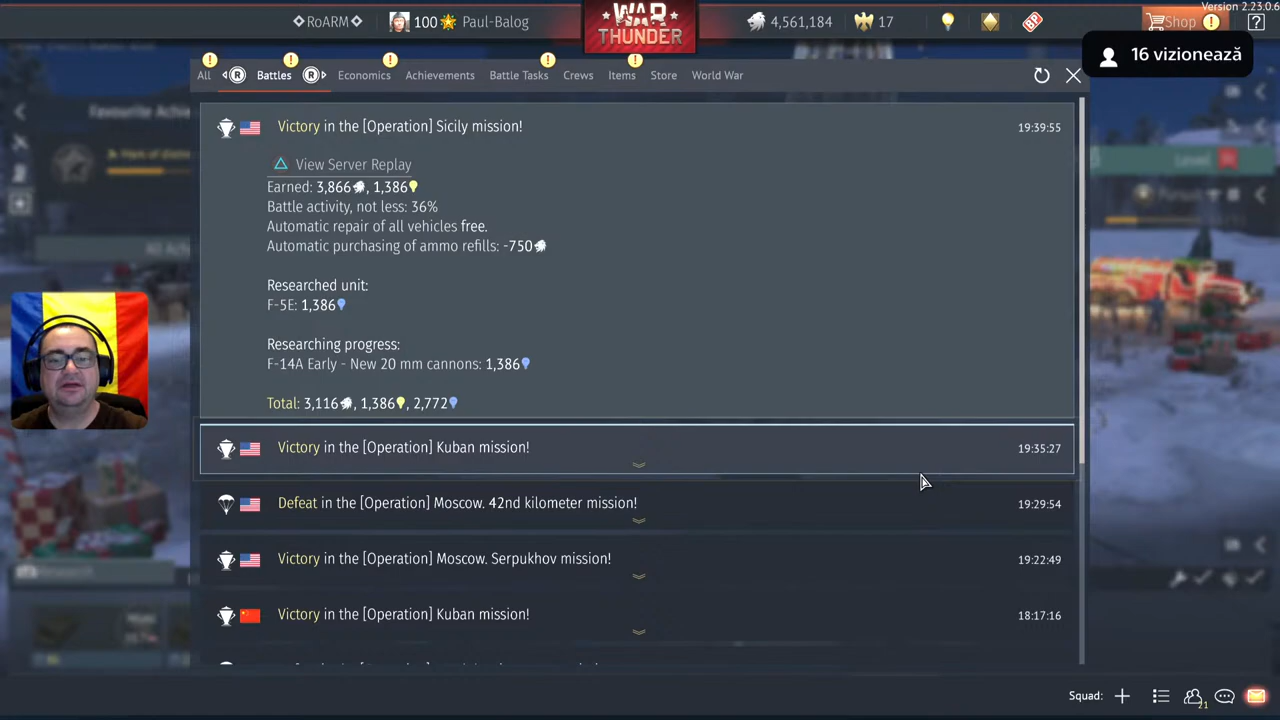 Version 2.23.0.6
◇RoARM◇ 100 Paul-Balog WAR THUNDER 4,561,184 17 BP Shop ! ?
16 vizionează
All Battles Economics Achievements Battle Tasks Crews Items Store World War
Victory in the [Operation] Sicily mission! 19:39:55
View Server Replay
Earned: 3,866, 1,386
Battle activity, not less: 36%
Automatic repair of all vehicles free.
Automatic purchasing of ammo refills: -750
Researched unit:
F-5E: 1,386
Researching progress:
F-14A Early - New 20 mm cannons: 1,386
Total: 3,116, 1,386, 2,772
Victory in the [Operation] Kuban mission! 19:35:27
Defeat in the [Operation] Moscow. 42nd kilometer mission! 19:29:54
Victory in the [Operation] Moscow. Serpukhov mission! 19:22:49
Victory in the [Operation] Kuban mission! 18:17:16
Squad: + 21